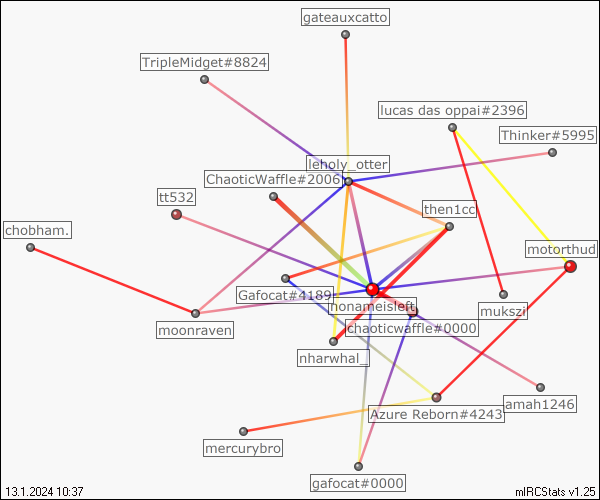 gateauxcatto
TripleMidget#8824
lucas das oppai#2396
Thinker#5995
leholy_otter
ChaoticWaffle#2006
tt532
then1cc
chobham.
motorthud
Gafocat#4189
nonameisleft
mukszi
moonraven
chaoticwaffle#0000
nharwhal_
amah1246
Azure Reborn#4243
mercurybro
gafocat#0000
13.1.2024 10:37
mIRCStats v1.25